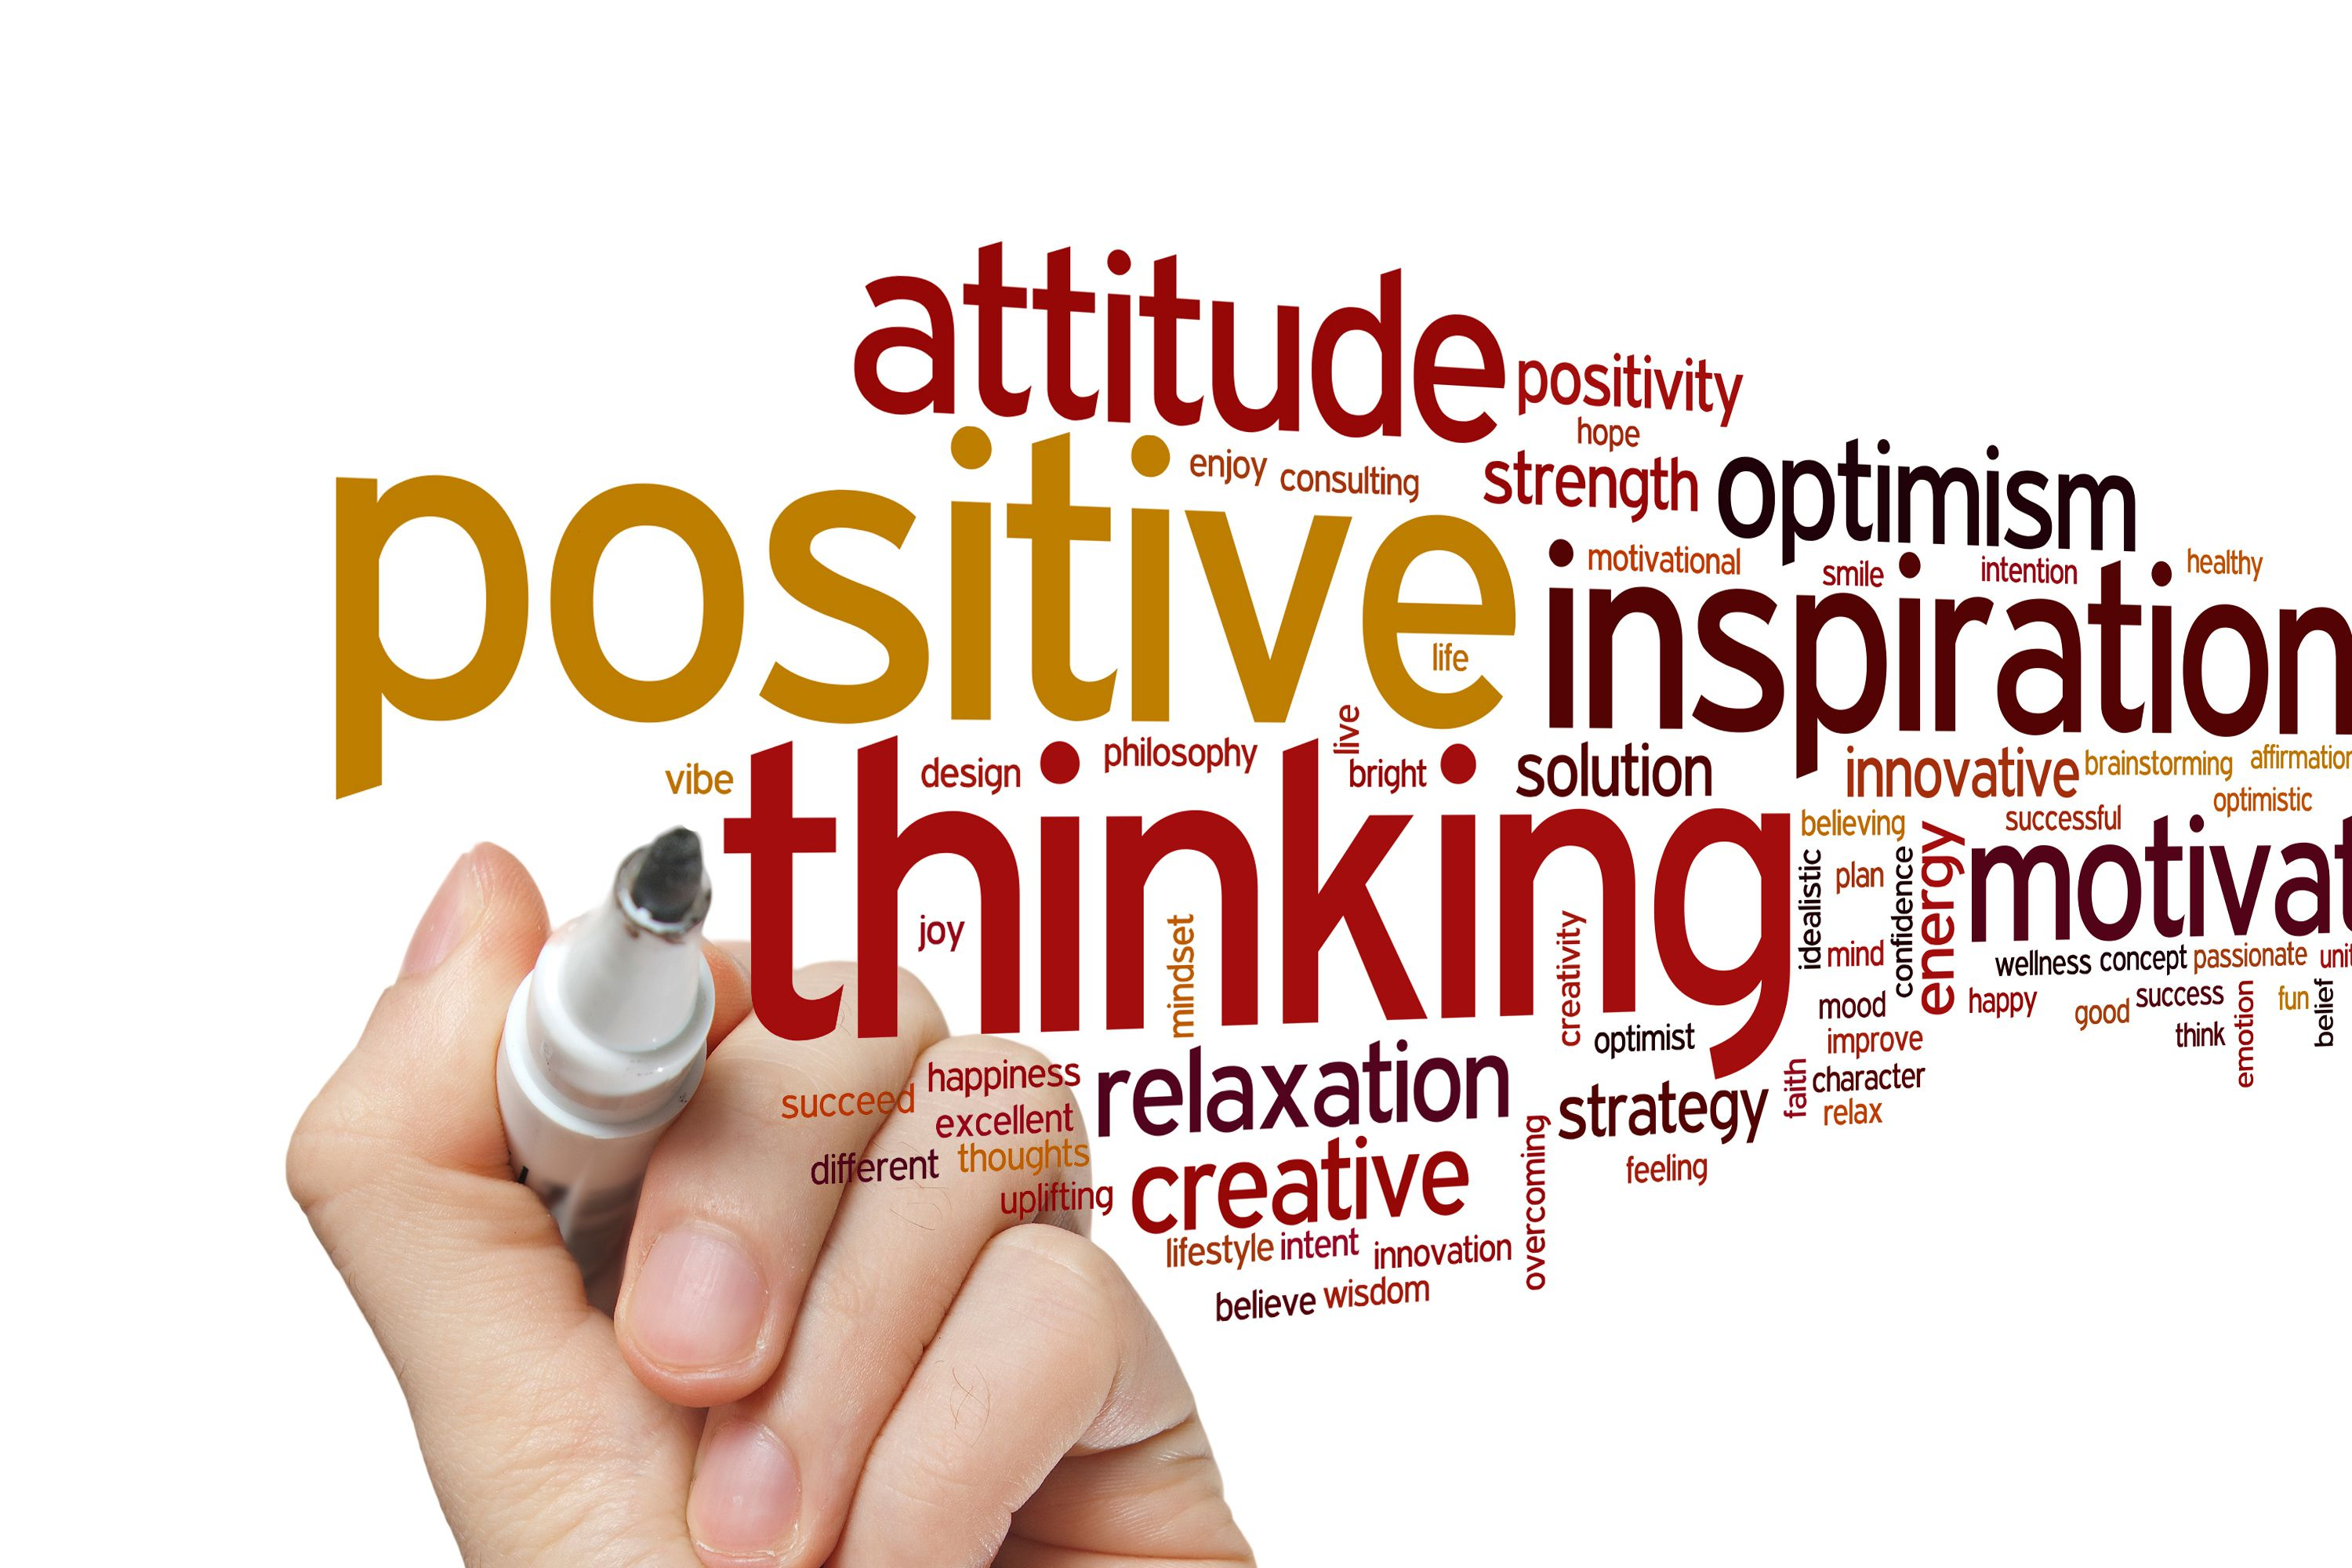 attitude
positivity
hope
positive
enjoy consulting
strength optimism
motivational smile intention healthy
inspiration
life
live
vibe
design philosophy bright
thinking
solution innovative brainstorming affirmation
optimistic
believing successful
joy
mindset
creativity
idealistic
plan
confidence
energy
motivat
mind
wellness concept passionate unit
mood
happy good success fun
emotion
belief
optimist
improve
think
succeed happiness
relaxation
strategy
faith
character
relax
excellent
different thoughts
uplifting
creative
overcoming
feeling
lifestyle intent innovation
believe wisdom